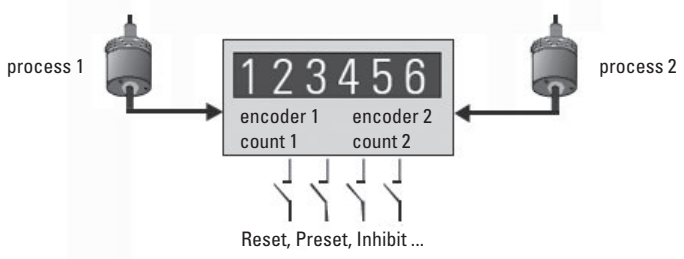 process 1
process 2
123456
encoder 1 encoder 2
count 1 count 2
Reset, Preset, Inhibit ...